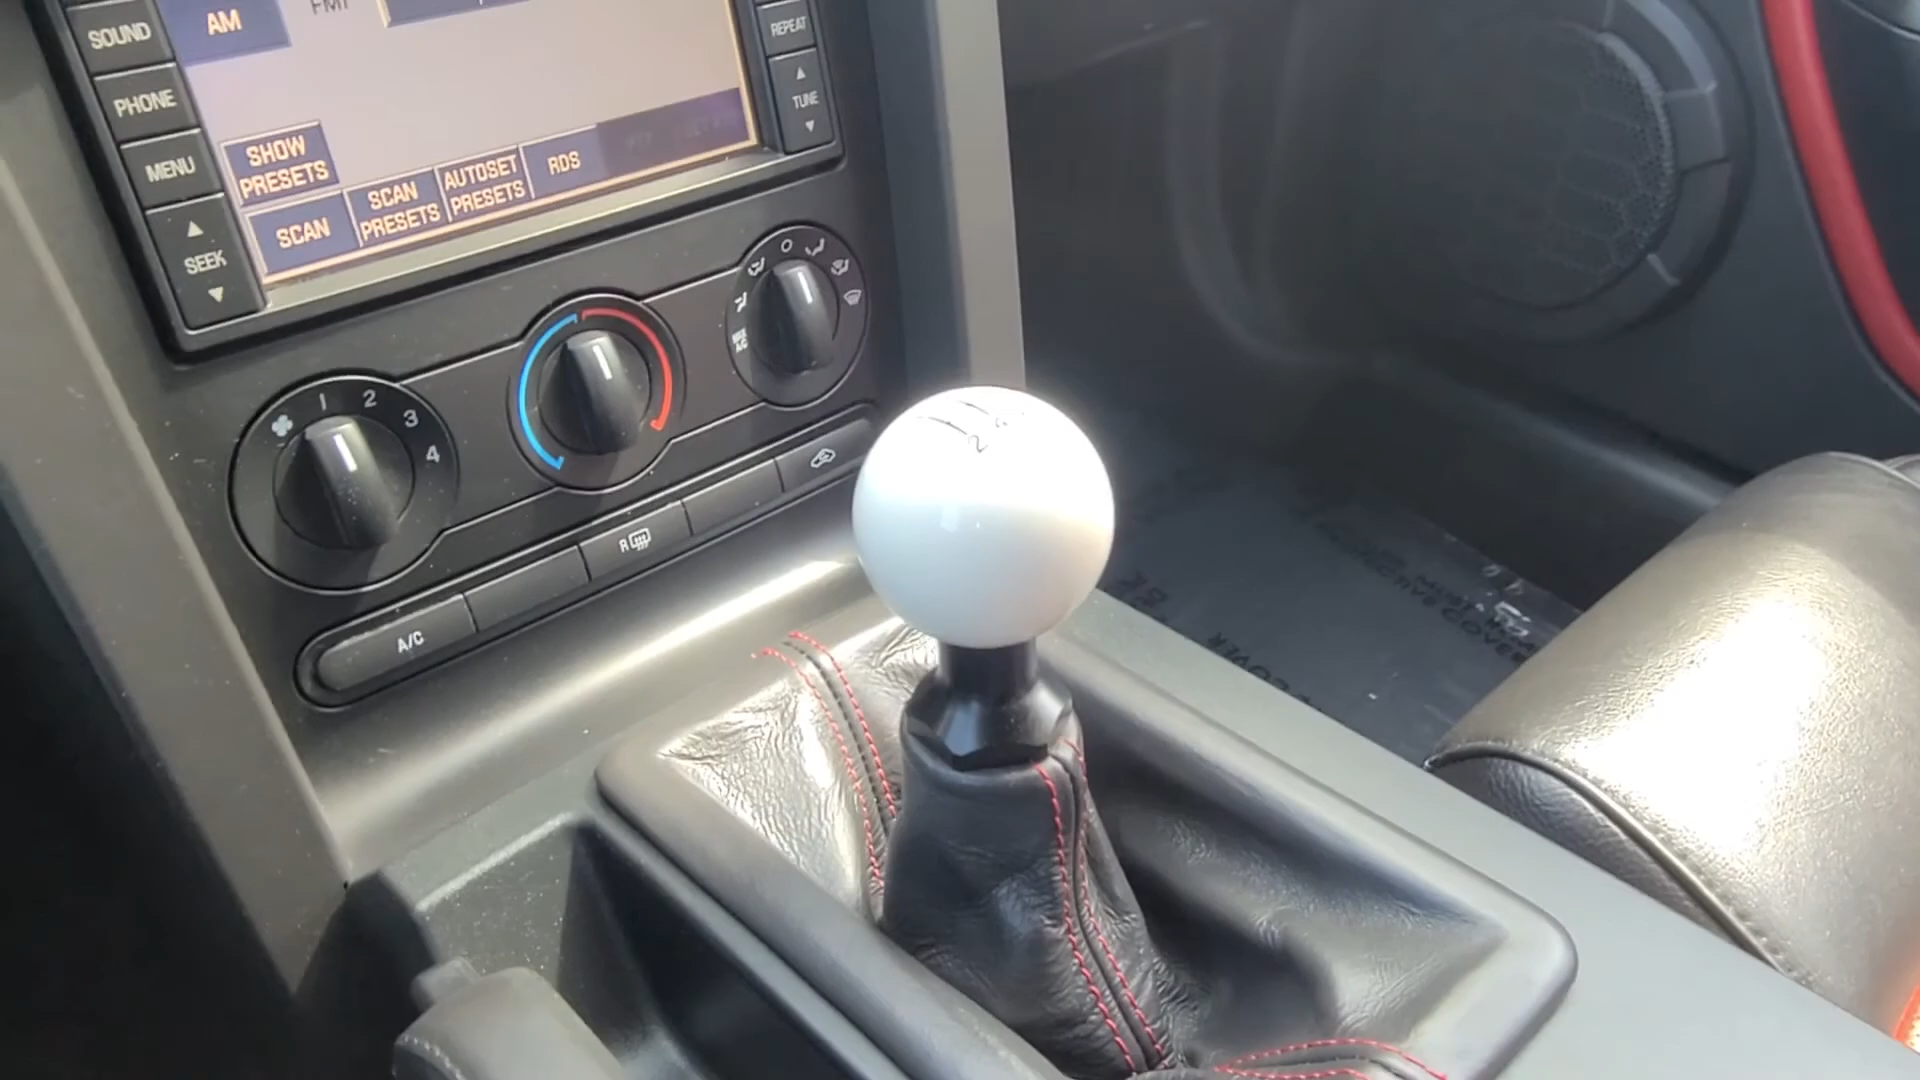 SOUND
AM
REPEAT
PHONE
TUNE
MENU
SHOW
PRESETS
SCAN
SCAN
PRESETS
AUTOSET
PRESETS
RDS
SEEK
1
2
3
4
R
A/C
2